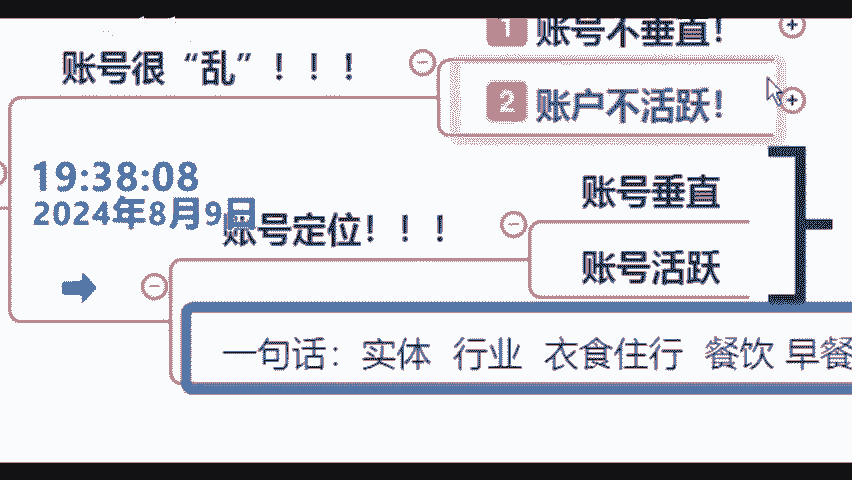 1 账号不垂直！
账号很“乱”！！！
2 账户不活跃！
19:38:08
2024年8月9日
账号垂直
账号定位！！！
账号活跃
一句话：实体 行业 衣食住行 餐饮 早餐